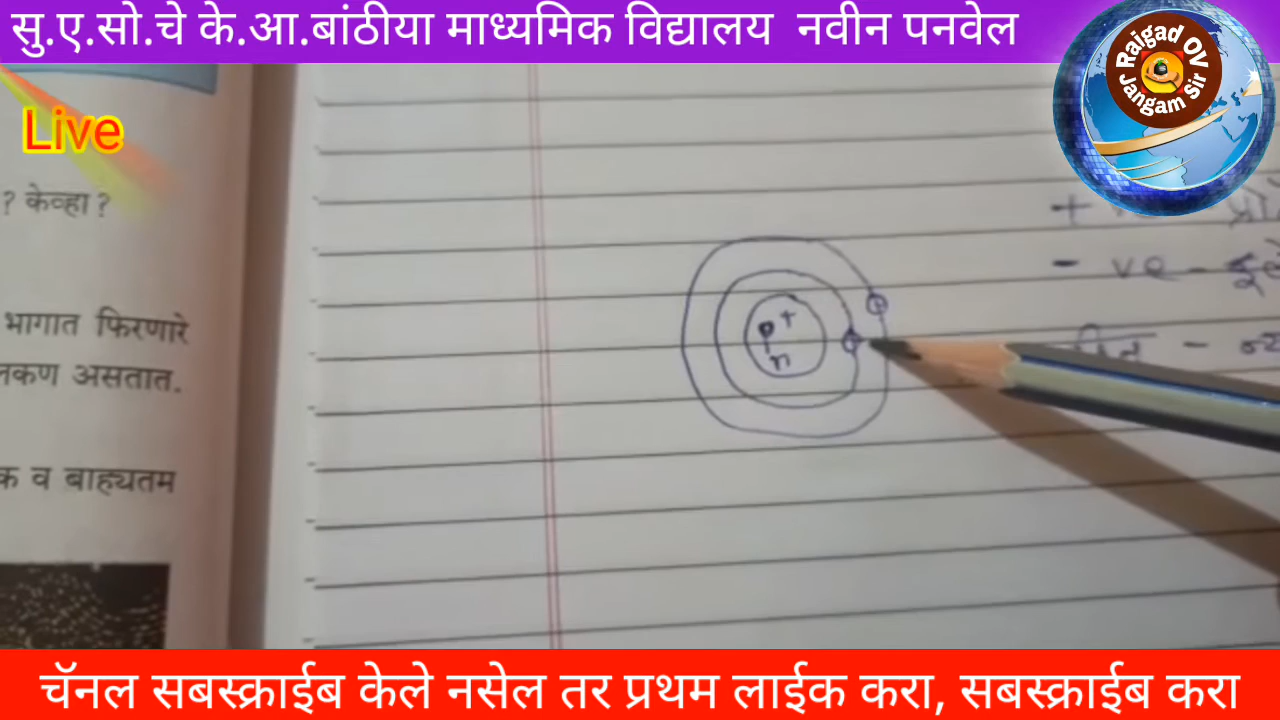 सु.ए.सो.चे के.आ.बांठीया माध्यमिक विद्यालय नवीन पनवेल
Raigad OV
Jangam Sir
Live
? केव्हा ?
भागात फिरणारे
असतात.
व बाह्यतम
+
- ve -
p +
n
चॅनल सबस्क्राईब केले नसेल तर प्रथम लाईक करा, सबस्क्राईब करा